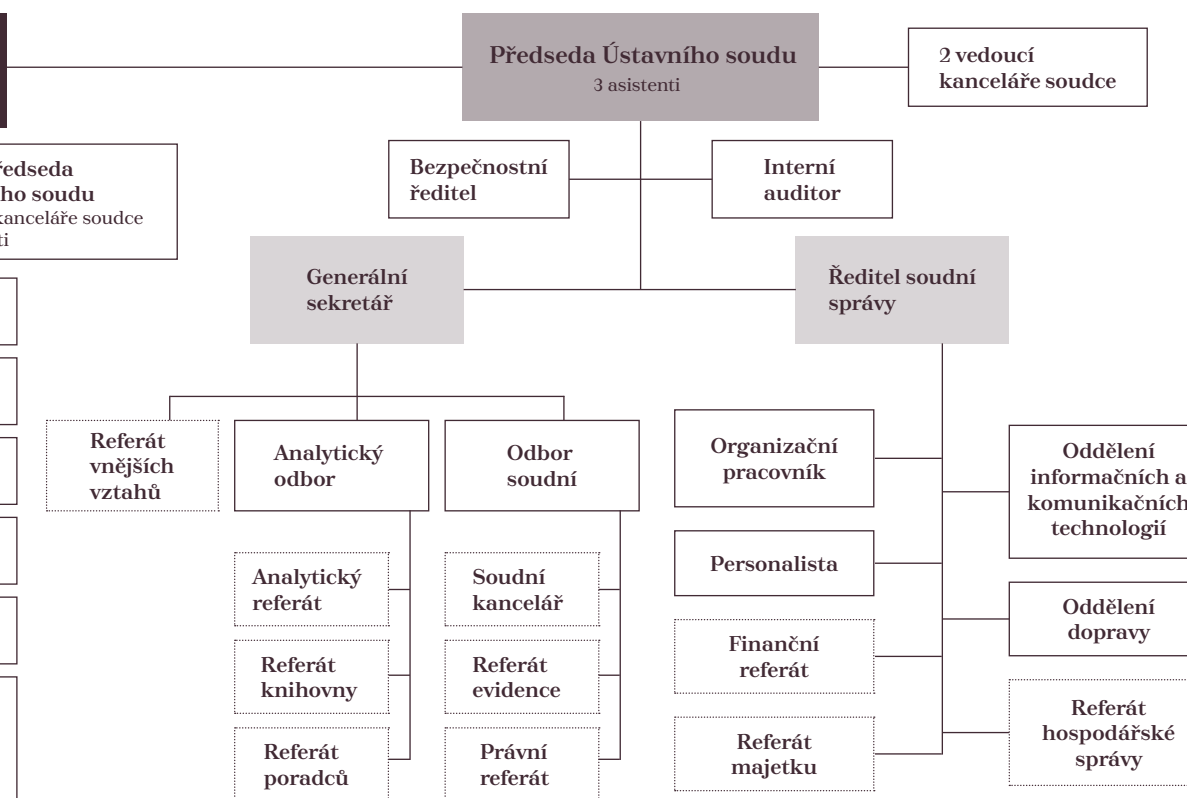 Předseda Ústavního soudu
3 asistenti
2 vedoucí
kanceláře soudce
ředseda
ho soudu
kanceláře soudce
ti
Bezpečnostní
ředitel
Interní
auditor
Generální
sekretář
Ředitel soudní
správy
Referát
vnějších
vztahů
Analytický
odbor
Odbor
soudní
Analytický
referát
Referát
knihovny
Referát
poradců
Soudní
kancelář
Referát
evidence
Právní
referát
Organizační
pracovník
Personalista
Finanční
referát
Referát
majetku
Oddělení
informačních a
komunikačních
technologií
Oddělení
dopravy
Referát
hospodářské
správy